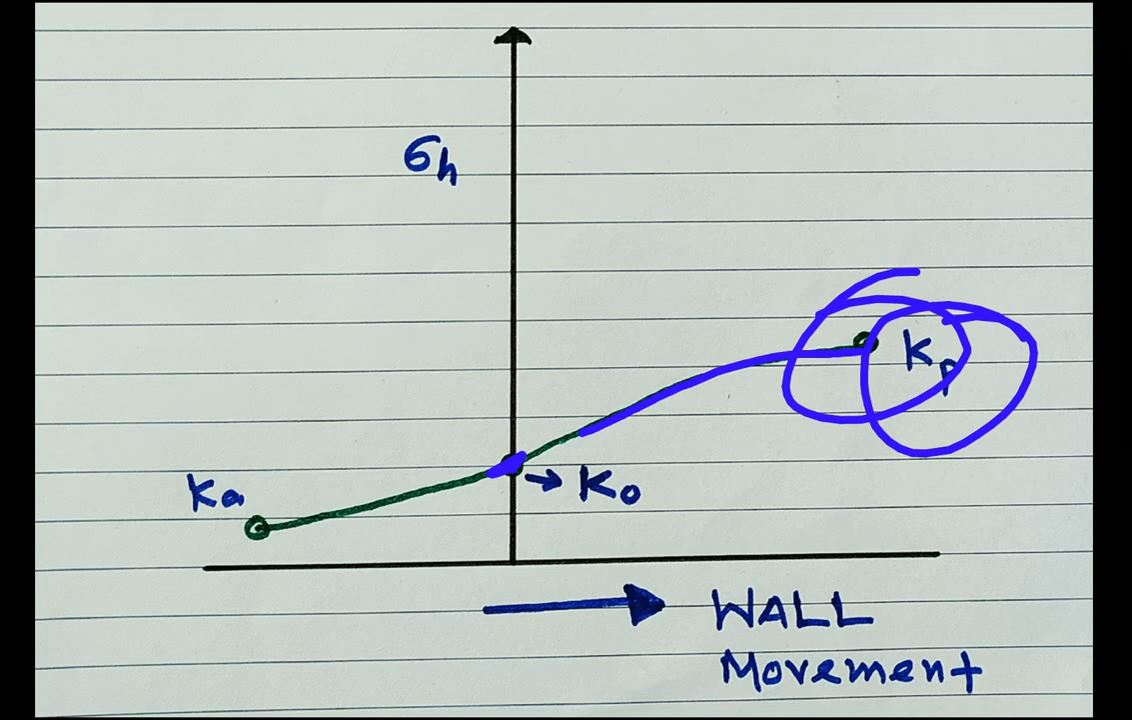 σh
Kp
Ka
→ Ko
WALL
Movement